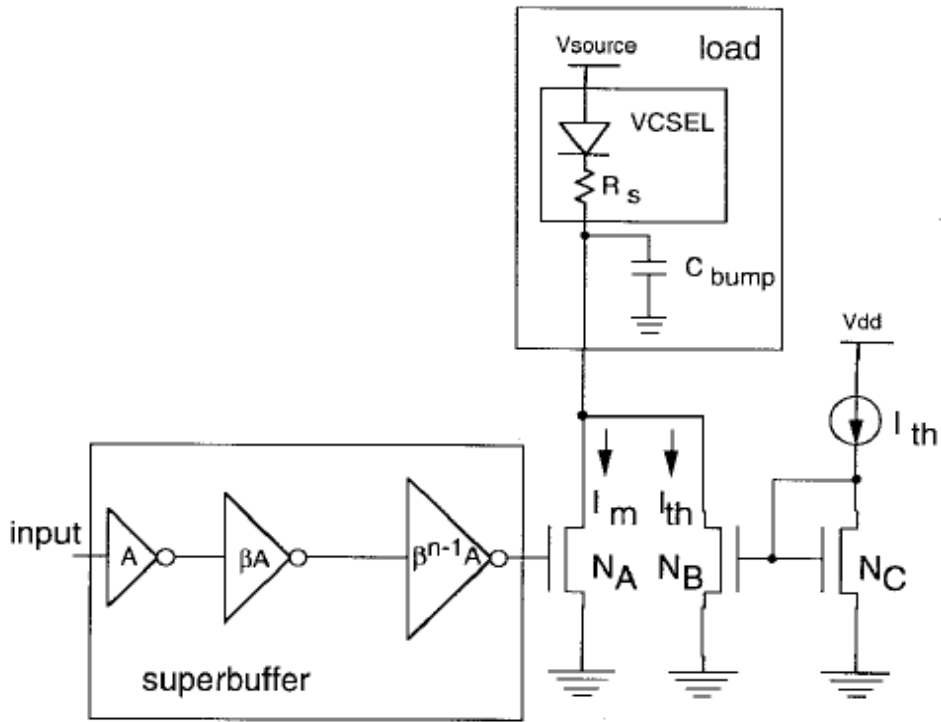 Vsource
load
VCSEL
R s
C bump
Vdd
I th
input
A
βA
β^n-1 A
I m
I th
N A
N B
N C
superbuffer